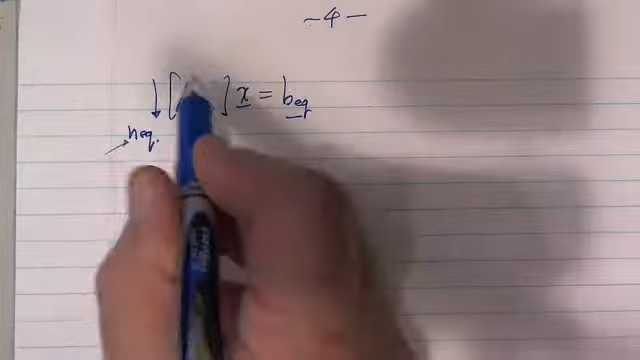 -4-
↓ [ ] x = beq
→ neq.